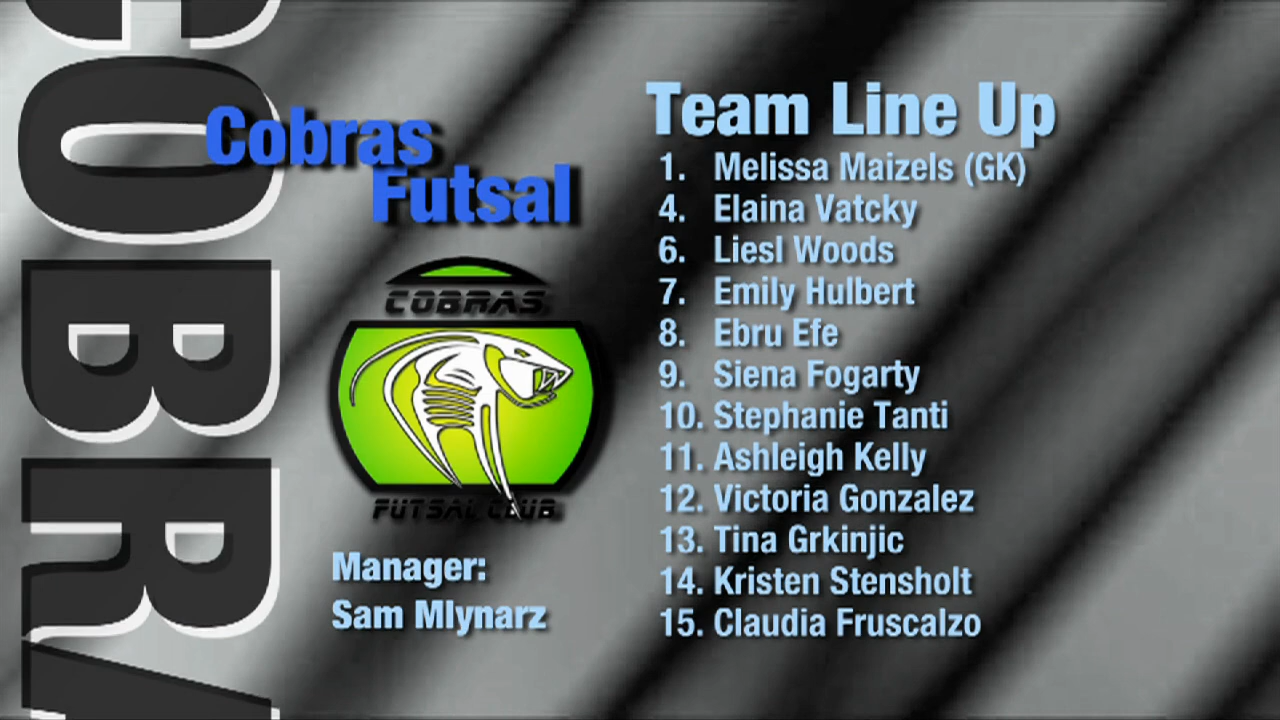 COBRA
Cobras
Futsal
COBRAS
FUTSAL CLUB
Manager:
Sam Mlynarz
Team Line Up
1. Melissa Maizels (GK)
4. Elaina Vatcky
6. Liesl Woods
7. Emily Hulbert
8. Ebru Efe
9. Siena Fogarty
10. Stephanie Tanti
11. Ashleigh Kelly
12. Victoria Gonzalez
13. Tina Grkinjic
14. Kristen Stensholt
15. Claudia Fruscalzo